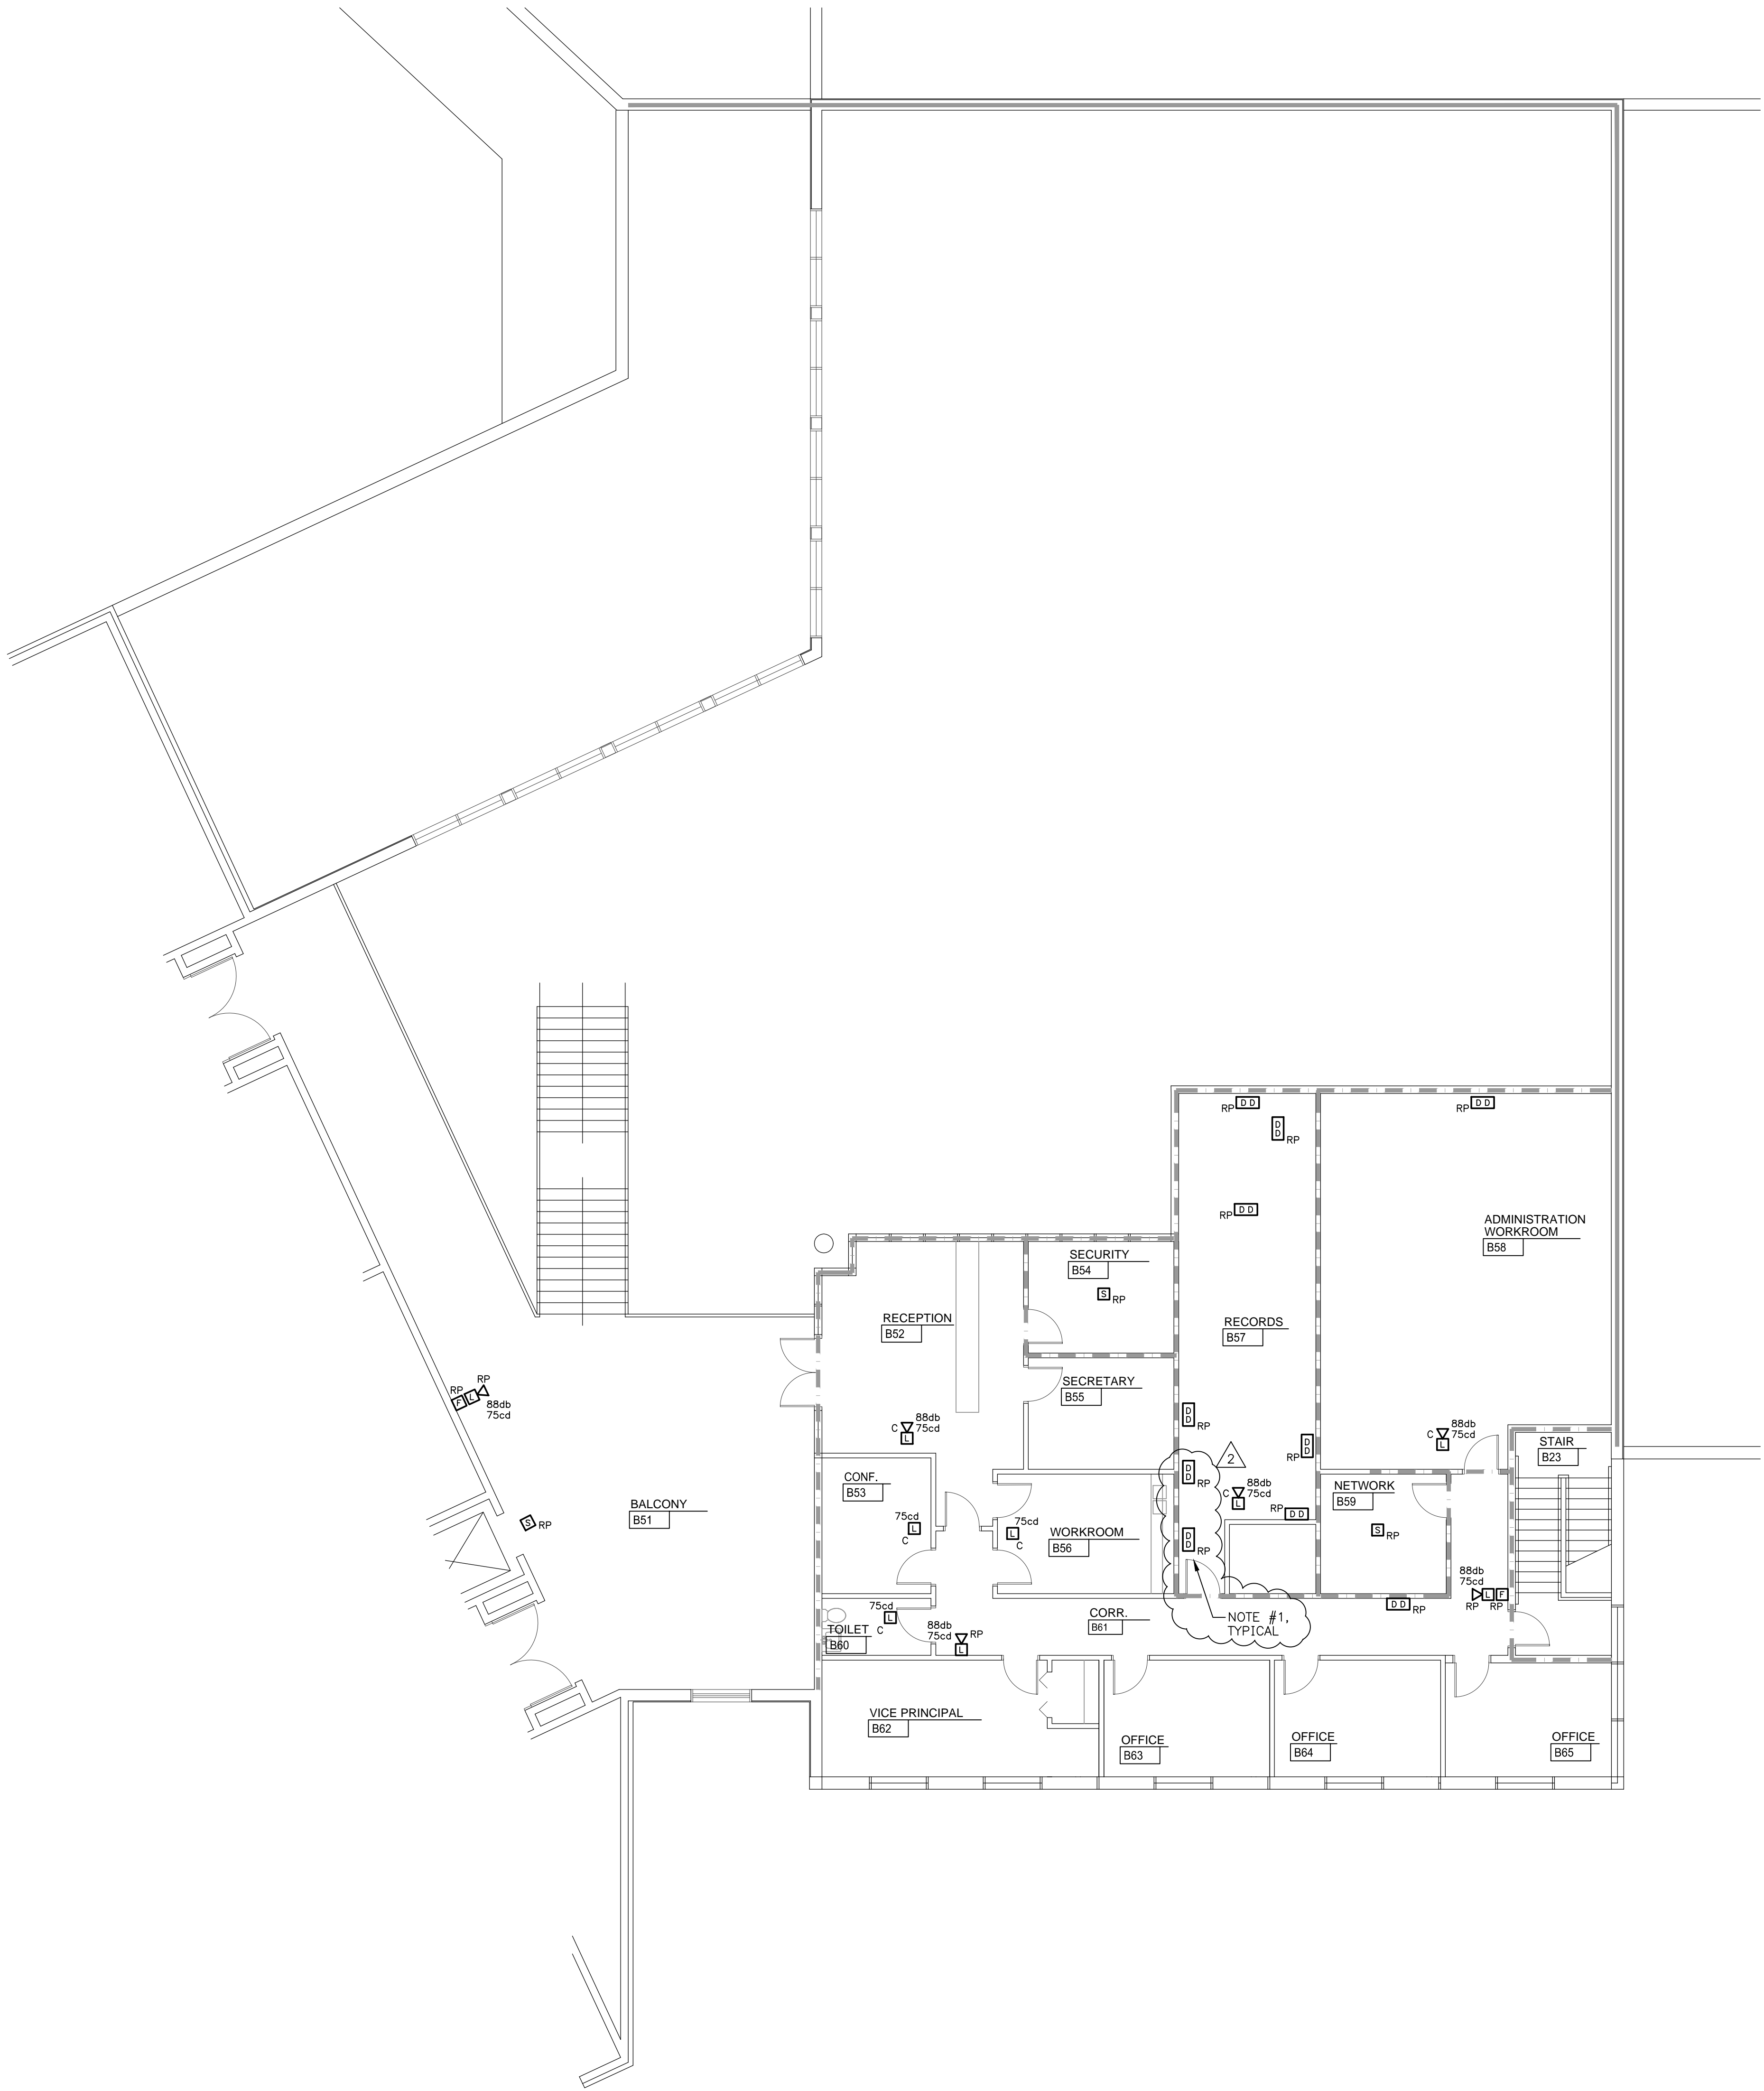 RP D D
RP D D
D
D
RP
RP D D
ADMINISTRATION
WORKROOM
B58
SECURITY
B54
S RP
RECEPTION
B52
RECORDS
B57
SECRETARY
B55
RP
RP
F L
88db
75cd
D
D
RP
C 88db
75cd
L
C 88db
75cd
L
STAIR
B23
D
D
RP
2
D
D
RP
CONF.
B53
NETWORK
B59
C 88db
75cd
L
BALCONY
B51
RP D D
S RP
75cd
L
C
75cd
L
C
WORKROOM
B56
D
D
RP
S RP
88db
75cd
L F
RP RP
D D RP
75cd
L
C
CORR.
B61
NOTE #1,
TYPICAL
TOILET
B60
88db
75cd
RP
L
VICE PRINCIPAL
B62
OFFICE
B63
OFFICE
B64
OFFICE
B65